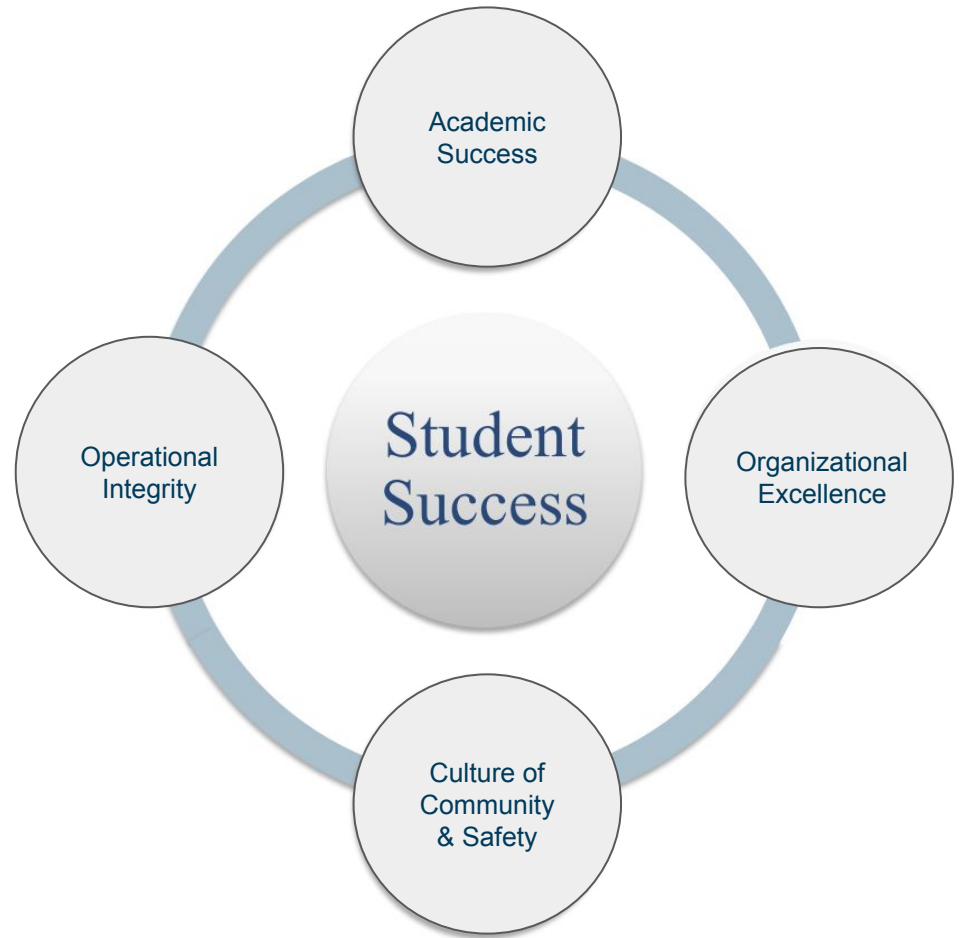 Academic
Success
Operational
Integrity
Student
Success
Organizational
Excellence
Culture of
Community
& Safety